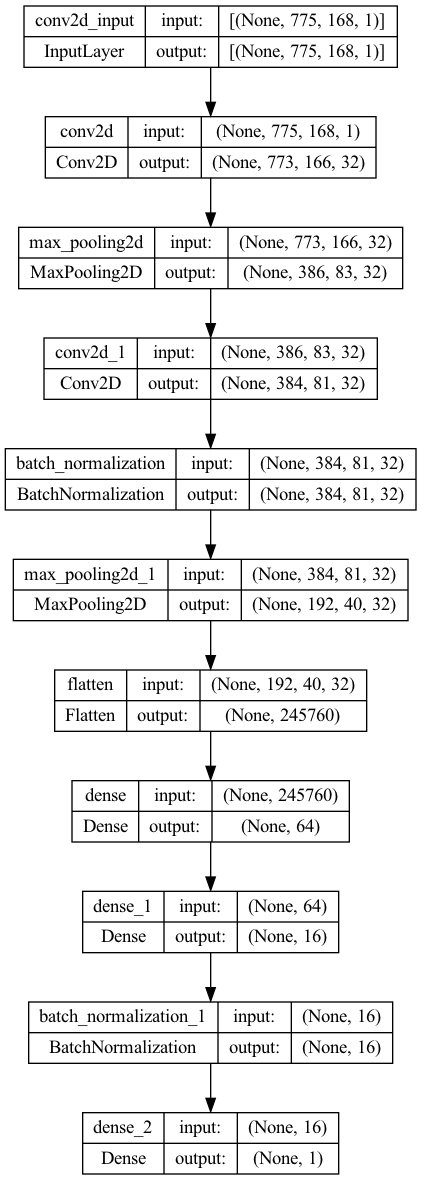 conv2d_input input: [(None, 775, 168, 1)]
InputLayer output: [(None, 775, 168, 1)]
conv2d input: (None, 775, 168, 1)
Conv2D output: (None, 773, 166, 32)
max_pooling2d input: (None, 773, 166, 32)
MaxPooling2D output: (None, 386, 83, 32)
conv2d_1 input: (None, 386, 83, 32)
Conv2D output: (None, 384, 81, 32)
batch_normalization input: (None, 384, 81, 32)
BatchNormalization output: (None, 384, 81, 32)
max_pooling2d_1 input: (None, 384, 81, 32)
MaxPooling2D output: (None, 192, 40, 32)
flatten input: (None, 192, 40, 32)
Flatten output: (None, 245760)
dense input: (None, 245760)
Dense output: (None, 64)
dense_1 input: (None, 64)
Dense output: (None, 16)
batch_normalization_1 input: (None, 16)
BatchNormalization output: (None, 16)
dense_2 input: (None, 16)
Dense output: (None, 1)